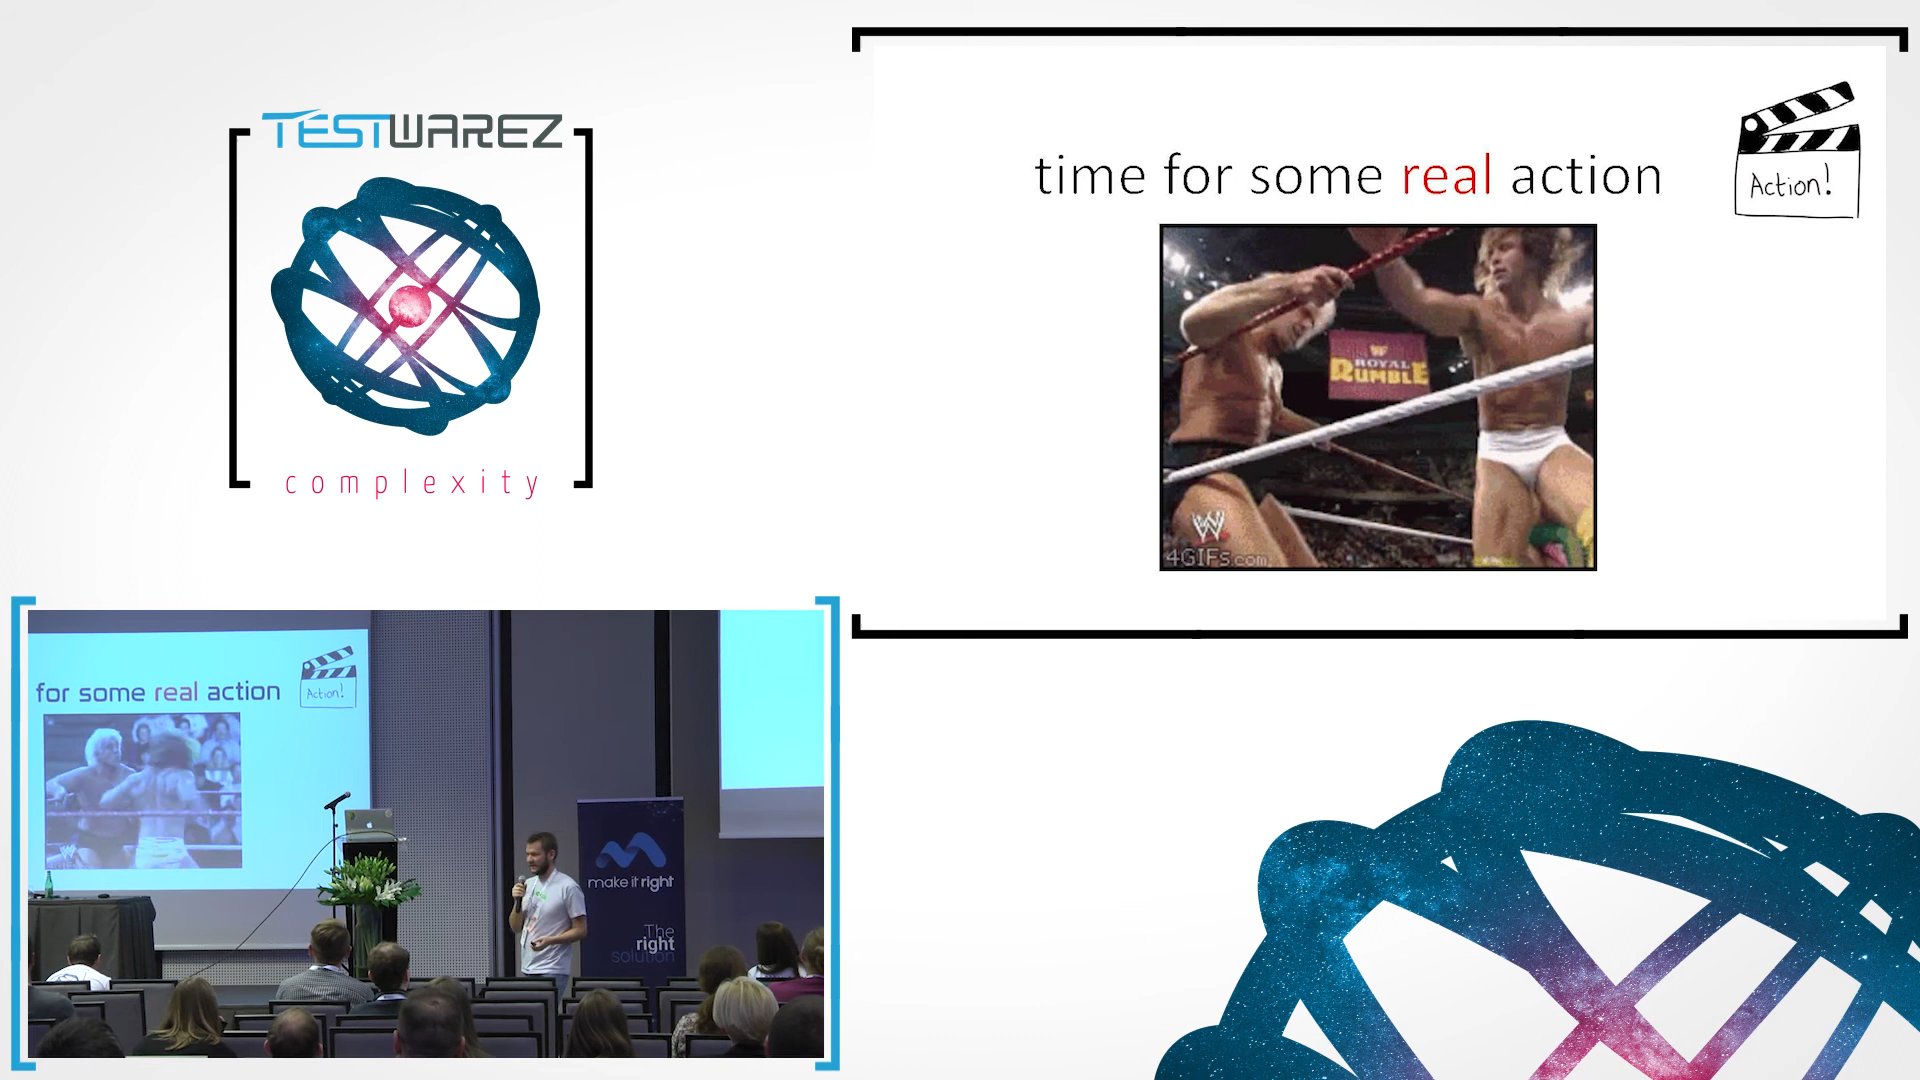 TESTWAREZ
complexity
time for some real action
Action!
ROYAL
RUMBLE
W
4GIFs.com
for some real action
Action!
make it right
The
right
solution